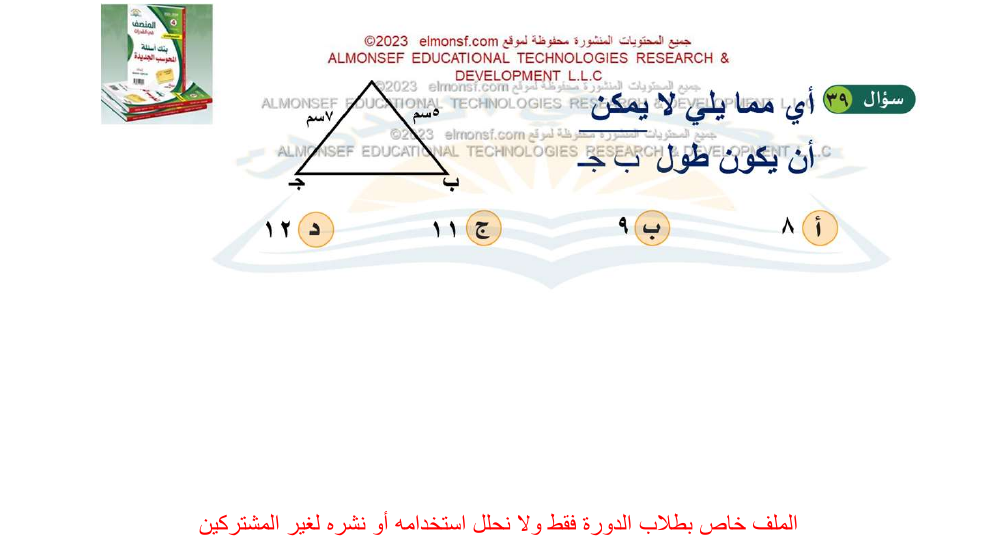 المنصف
في القدرات
بنك أسئلة
المحوسب الجديدة
جميع المحتويات المنشورة محفوظة لموقع elmonsf.com ©2023
ALMONSEF EDUCATIONAL TECHNOLOGIES RESEARCH &
DEVELOPMENT L.L.C
جميع المحتويات المنشورة محفوظة لموقع elmonsf.com ©2023
ALMONSEF EDUCATIONAL TECHNOLOGIES RESEARCH & DEVELOPMENT L.L.C
سؤال ٣٩ أي مما يلي لا يمكن
جميع المحتويات المنشورة محفوظة لموقع elmonsf.com ©2023
ALMONSEF EDUCATIONAL TECHNOLOGIES RESEARCH & DEVELOPMENT L.L.C
أن يكون طول ب جـ
٥سم
٧سم
ب
جـ
أ ٨
ب ٩
ج ١١
د ١٢
الملف خاص بطلاب الدورة فقط ولا نحلل استخدامه أو نشره لغير المشتركين